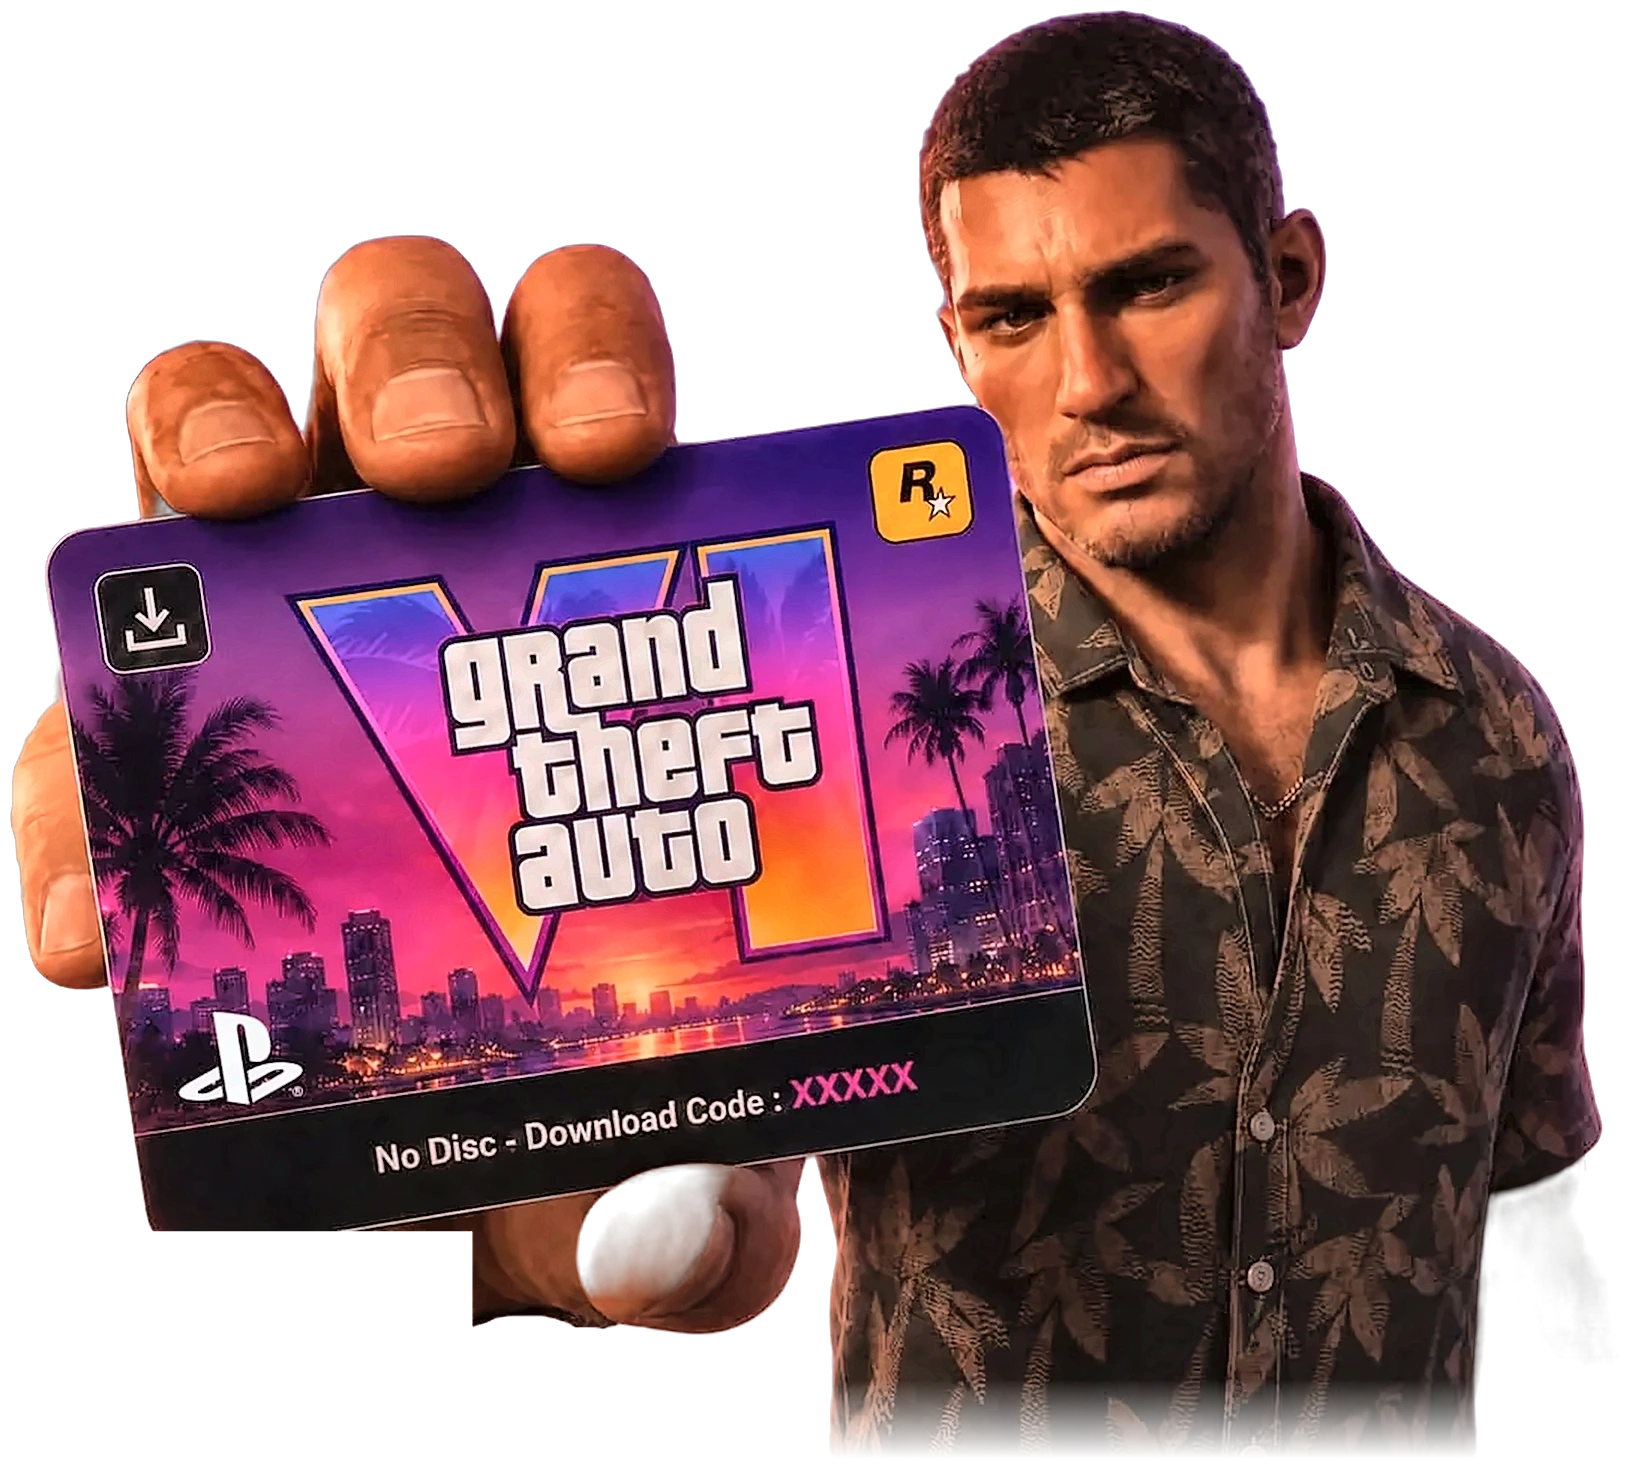 R
VI
grand
theft
auto
No Disc - Download Code : XXXXX
®